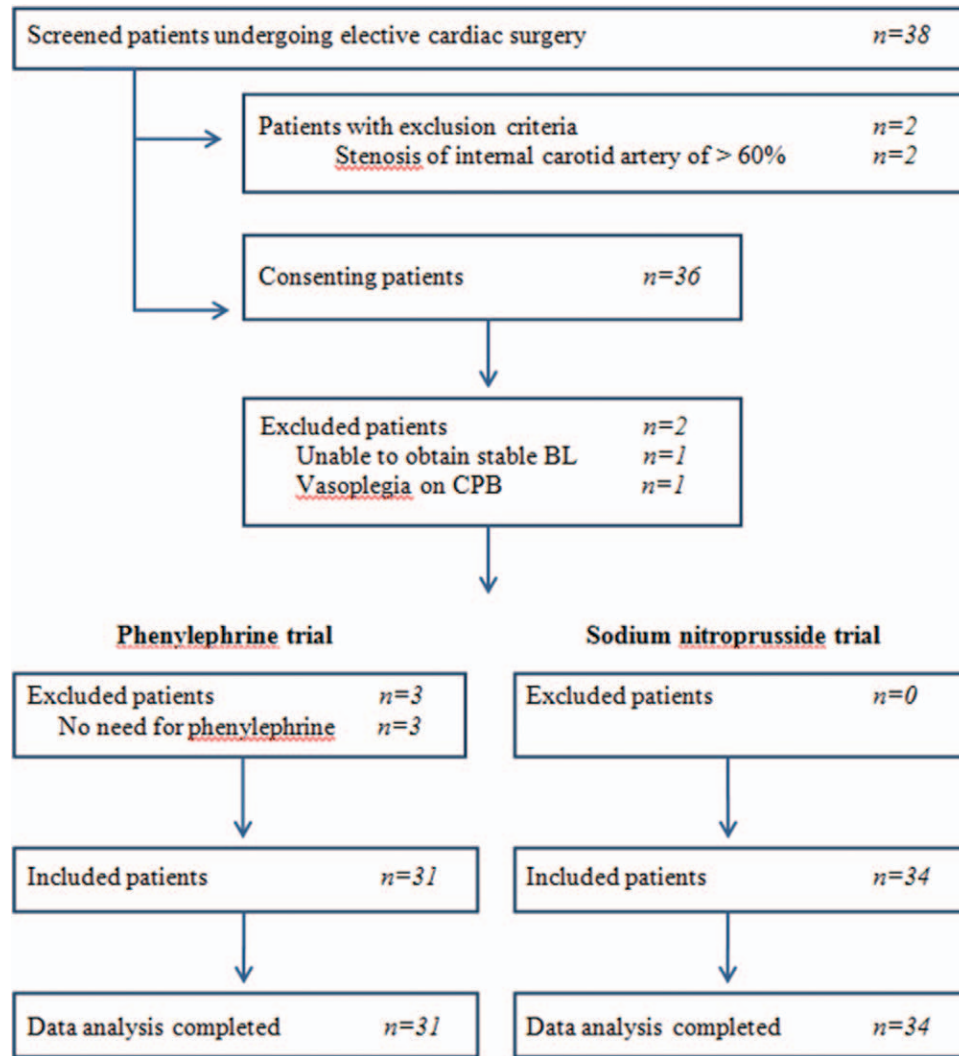 Screened patients undergoing elective cardiac surgery n=38
Patients with exclusion criteria n=2
Stenosis of internal carotid artery of > 60% n=2
Consenting patients n=36
Excluded patients n=2
Unable to obtain stable BL n=1
Vasoplegia on CPB n=1
Phenylephrine trial
Excluded patients n=3
No need for phenylephrine n=3
Included patients n=31
Data analysis completed n=31
Sodium nitroprusside trial
Excluded patients n=0
Included patients n=34
Data analysis completed n=34